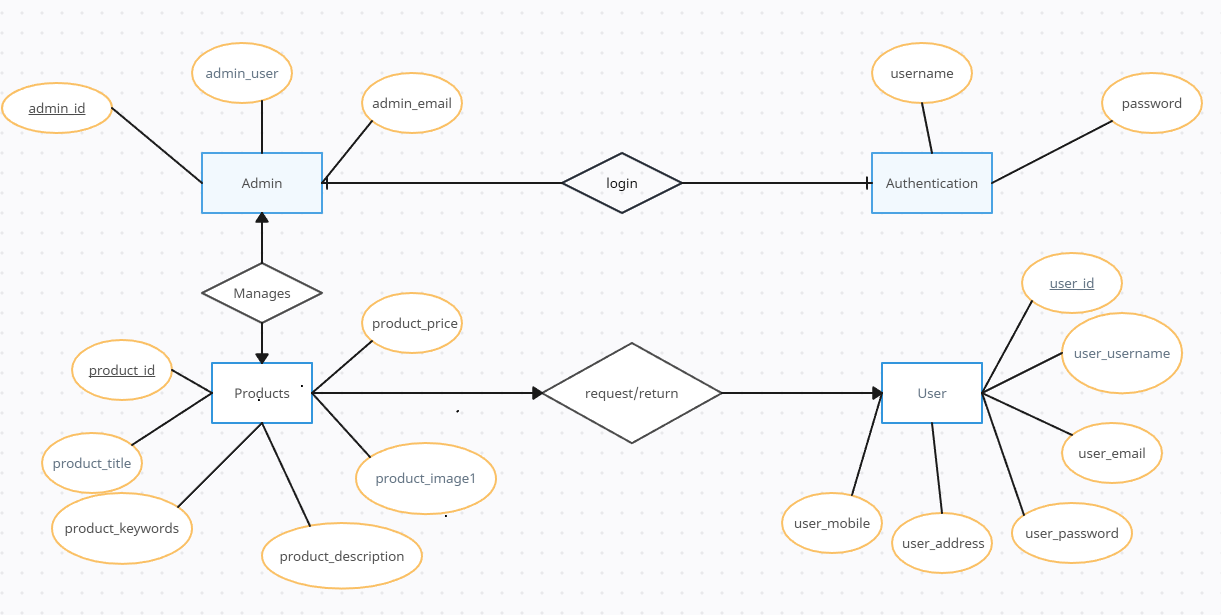 admin_user
username
admin_id
admin_email
password
Admin
login
Authentication
Manages
user_id
product_price
user_username
product_id
Products
request/return
User
product_title
user_email
product_image1
product_keywords
user_mobile
user_address
user_password
product_description